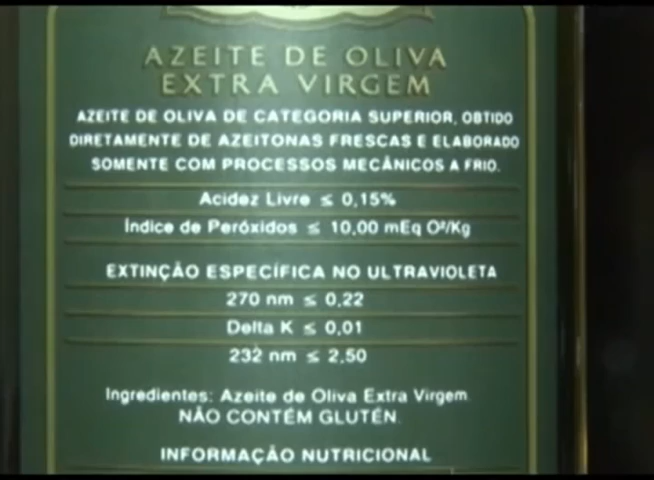 AZEITE DE OLIVA
EXTRA VIRGEM
AZEITE DE OLIVA DE CATEGORIA SUPERIOR, OBTIDO
DIRETAMENTE DE AZEITONAS FRESCAS E ELABORADO
SOMENTE COM PROCESSOS MECÂNICOS A FRIO.
Acidez Livre ≤ 0,15%
Índice de Peróxidos ≤ 10,00 mEq O²/Kg
EXTINÇÃO ESPECÍFICA NO ULTRAVIOLETA
270 nm ≤ 0,22
Delta K ≤ 0,01
232 nm ≤ 2,50
Ingredientes: Azeite de Oliva Extra Virgem.
NÃO CONTÉM GLUTÉN.
INFORMAÇÃO NUTRICIONAL